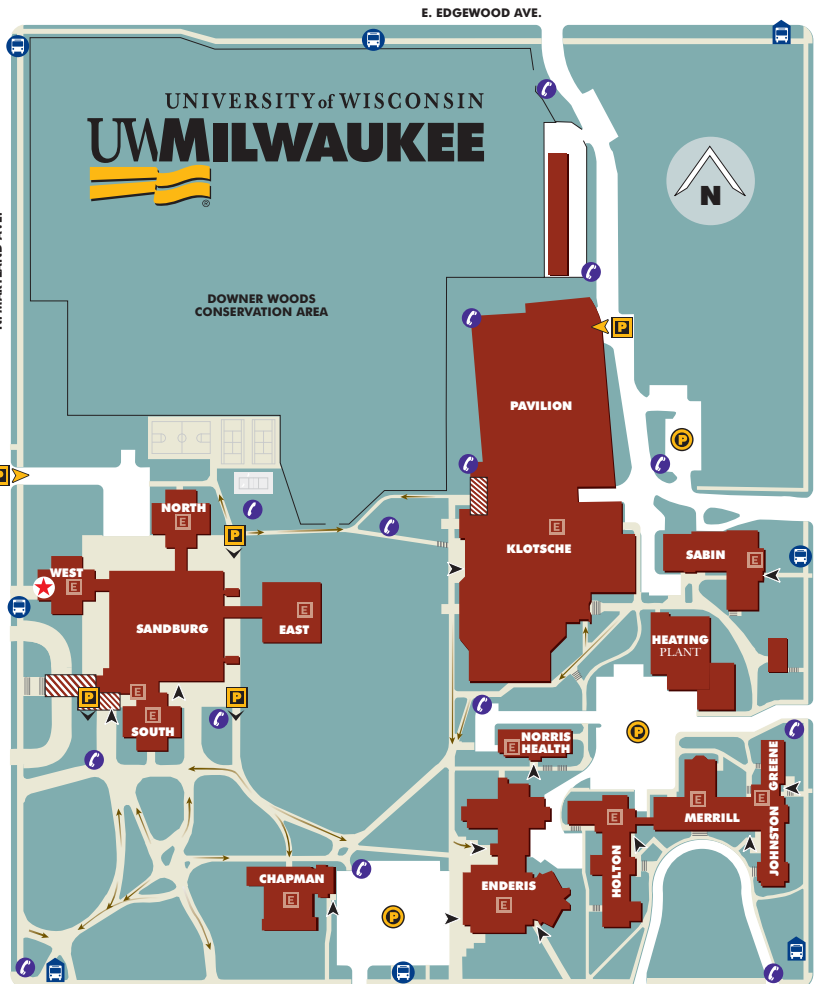 E. EDGEWOOD AVE.
UNIVERSITY of WISCONSIN
UWMILWAUKEE
®
N
DOWNER WOODS
CONSERVATION AREA
P
PAVILION
P
P
NORTH
E
P
E
KLOTSCHE
SABIN
E
WEST
E
SANDBURG
E
EAST
HEATING
PLANT
E
P
P
E
SOUTH
P
NORRIS
HEALTH
E
GREENE
E
E
MERRILL
E
JOHNSTON
HOLTON
CHAPMAN
E
ENDERIS
E
P